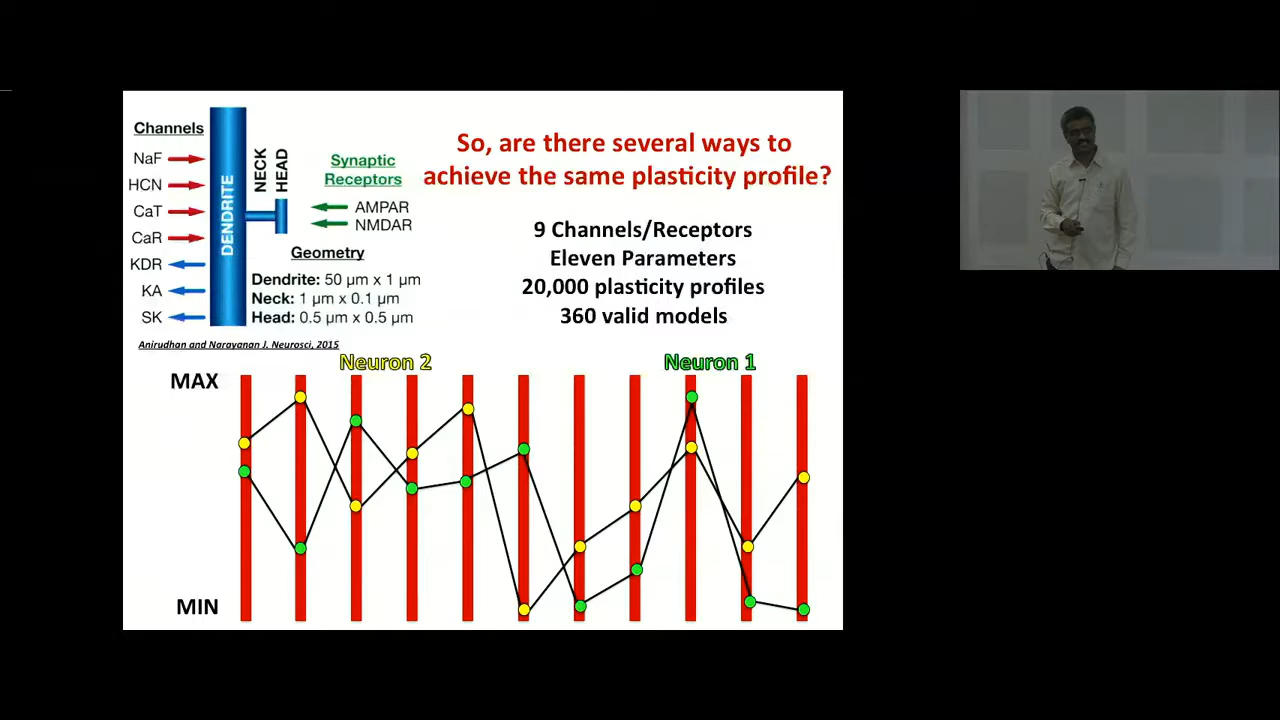 Channels
NaF
HCN
CaT
CaR
KDR
KA
SK
DENDRITE
NECK
HEAD
Synaptic
Receptors
AMPAR
NMDAR
Geometry
Dendrite: 50 µm x 1 µm
Neck: 1 µm x 0.1 µm
Head: 0.5 µm x 0.5 µm
Anirudhan and Narayanan J, Neurosci, 2015
So, are there several ways to
achieve the same plasticity profile?
9 Channels/Receptors
Eleven Parameters
20,000 plasticity profiles
360 valid models
Neuron 2
Neuron 1
MAX
MIN